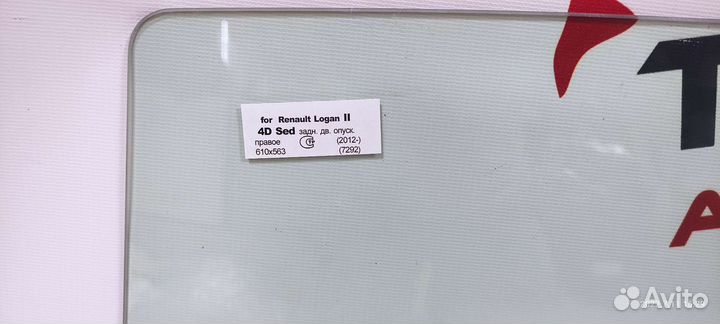 for Renault Logan II
4D Sed задн. дв. опуск.
правое (2012-)
610x563 (7292)
T
A
Avito